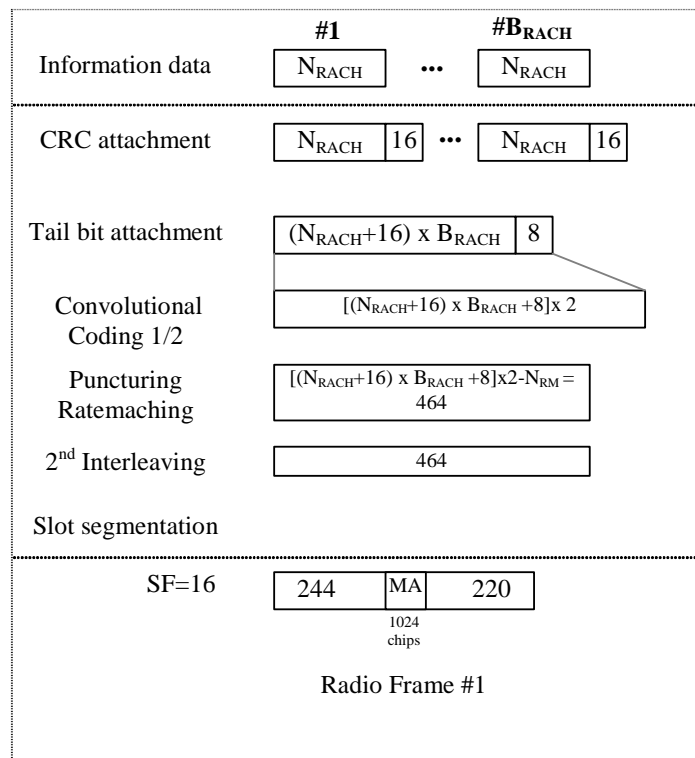 #1 #B_RACH
Information data N_RACH ••• N_RACH
CRC attachment N_RACH 16 ••• N_RACH 16
Tail bit attachment (N_RACH+16) x B_RACH 8
Convolutional
Coding 1/2
[(N_RACH+16) x B_RACH +8]x 2
Puncturing
Ratemaching
[(N_RACH+16) x B_RACH +8]x2-N_RM =
464
2nd Interleaving 464
Slot segmentation
SF=16 244 MA 220
1024
chips
Radio Frame #1